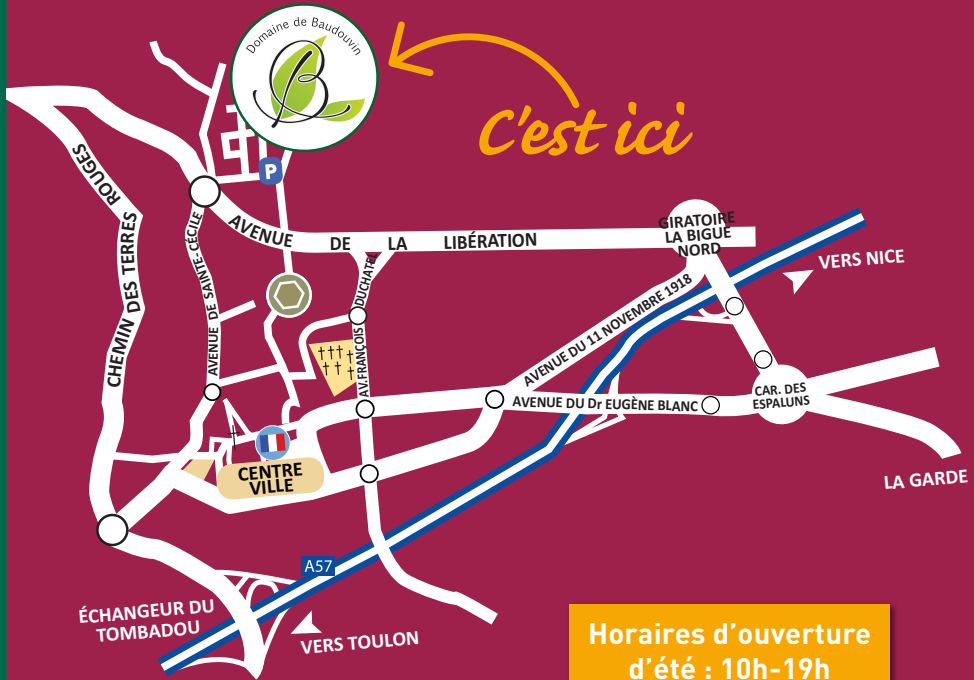 Domaine de Baudouvin
B
C'est ici
P
CHEMIN DES TERRES ROUGES
AVENUE DE SAINTE-CÉCILE
AVENUE DE LA LIBÉRATION
GIRATOIRE
LA BIGUE
NORD
VERS NICE
AV. FRANÇOIS DUCHATEL
AVENUE DU 11 NOVEMBRE 1918
AVENUE DU Dr EUGÈNE BLANC
CAR. DES
ESPALUNS
LA GARDE
CENTRE
VILLE
A57
ÉCHANGEUR DU
TOMBADOU
VERS TOULON
Horaires d'ouverture
d'été : 10h-19h